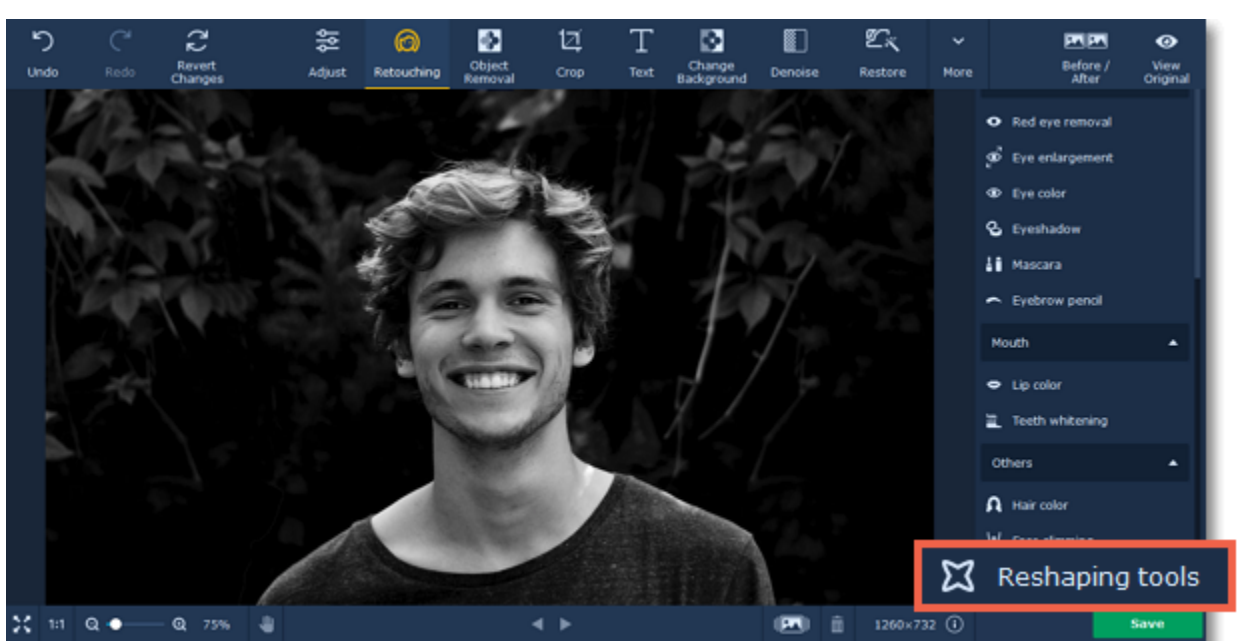 Undo
Redo
Revert
Changes
Adjust
Retouching
Object
Removal
Crop
Text
Change
Background
Denoise
Restore
More
Before /
After
View
Original
Red eye removal
Eye enlargement
Eye color
Eyeshadow
Mascara
Eyebrow pencil
Mouth
Lip color
Teeth whitening
Others
Hair color
Face slimming
Reshaping tools
1:1
75%
1260×732
Save